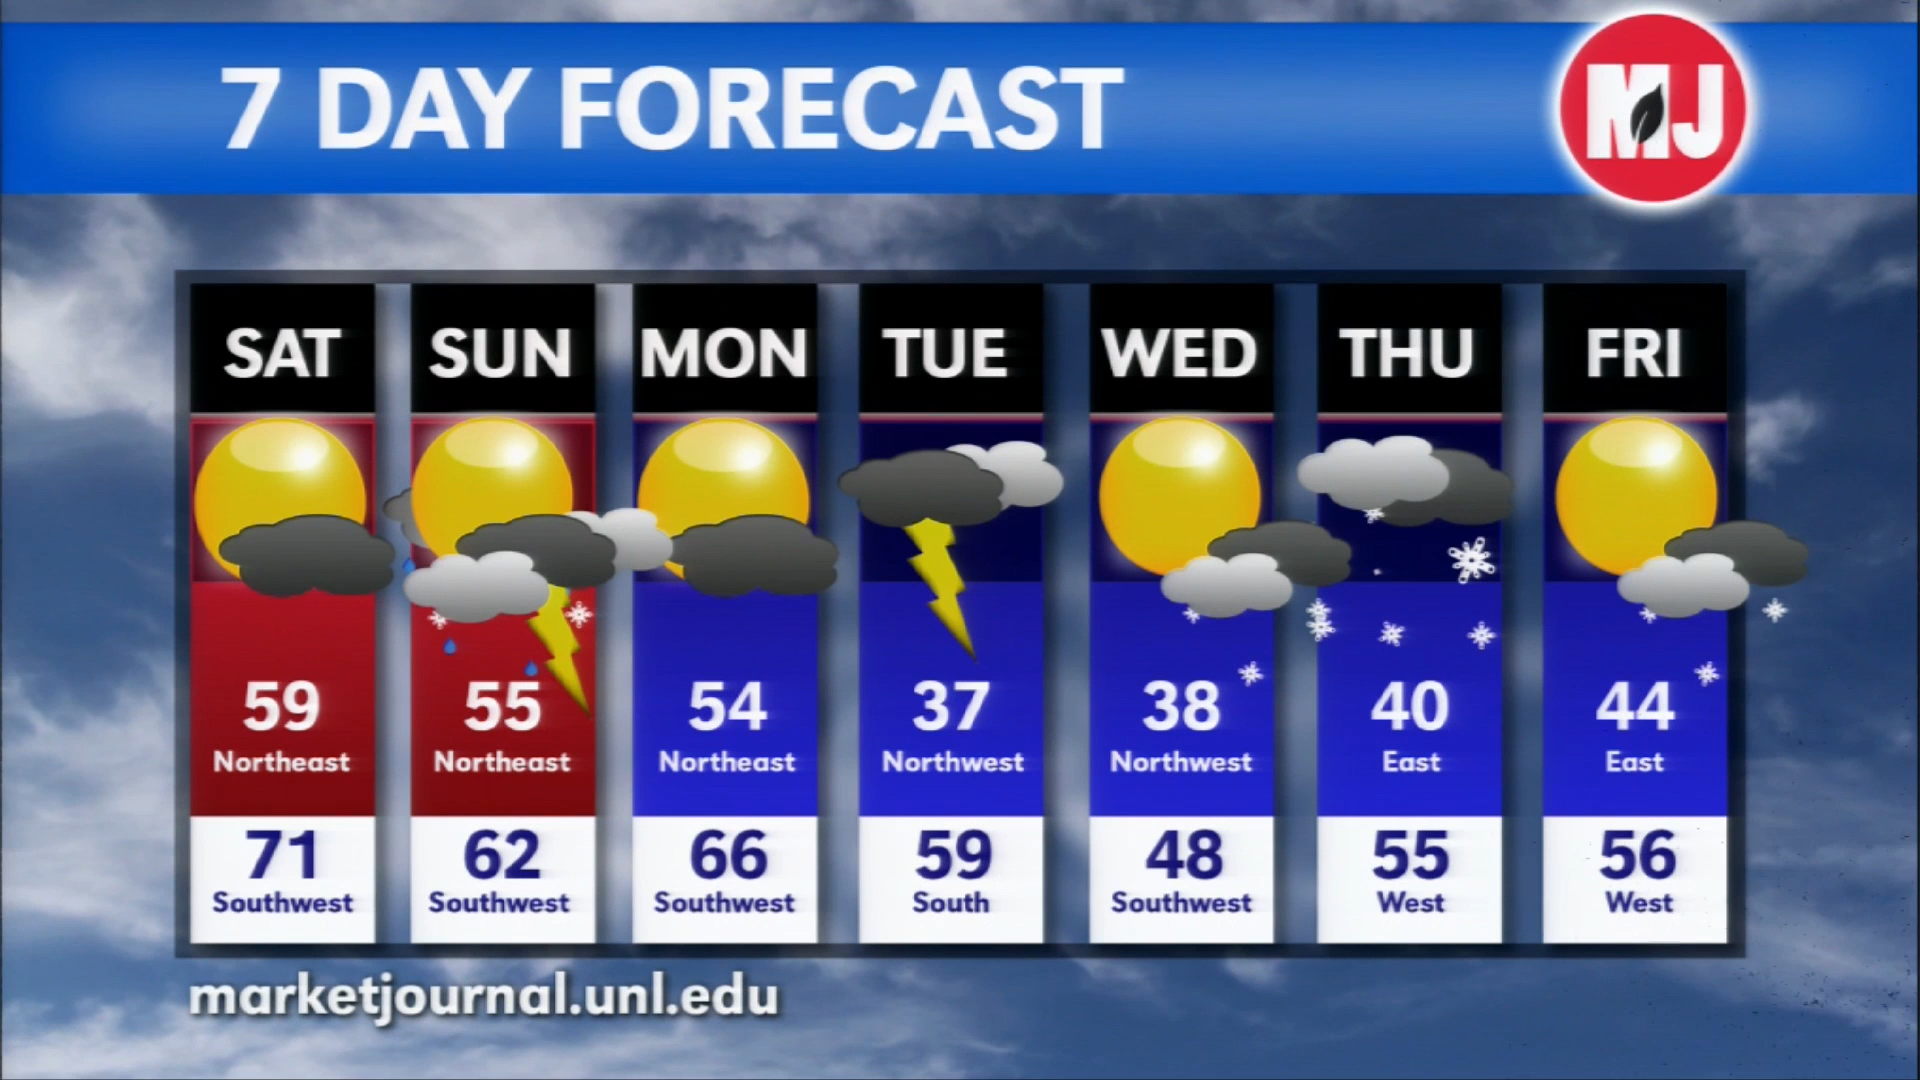 7 DAY FORECAST
MJ
SAT SUN MON TUE WED THU FRI
59 55 54 37 38 40 44
Northeast Northeast Northeast Northwest Northwest East East
71 62 66 59 48 55 56
Southwest Southwest Southwest South Southwest West West
marketjournal.unl.edu